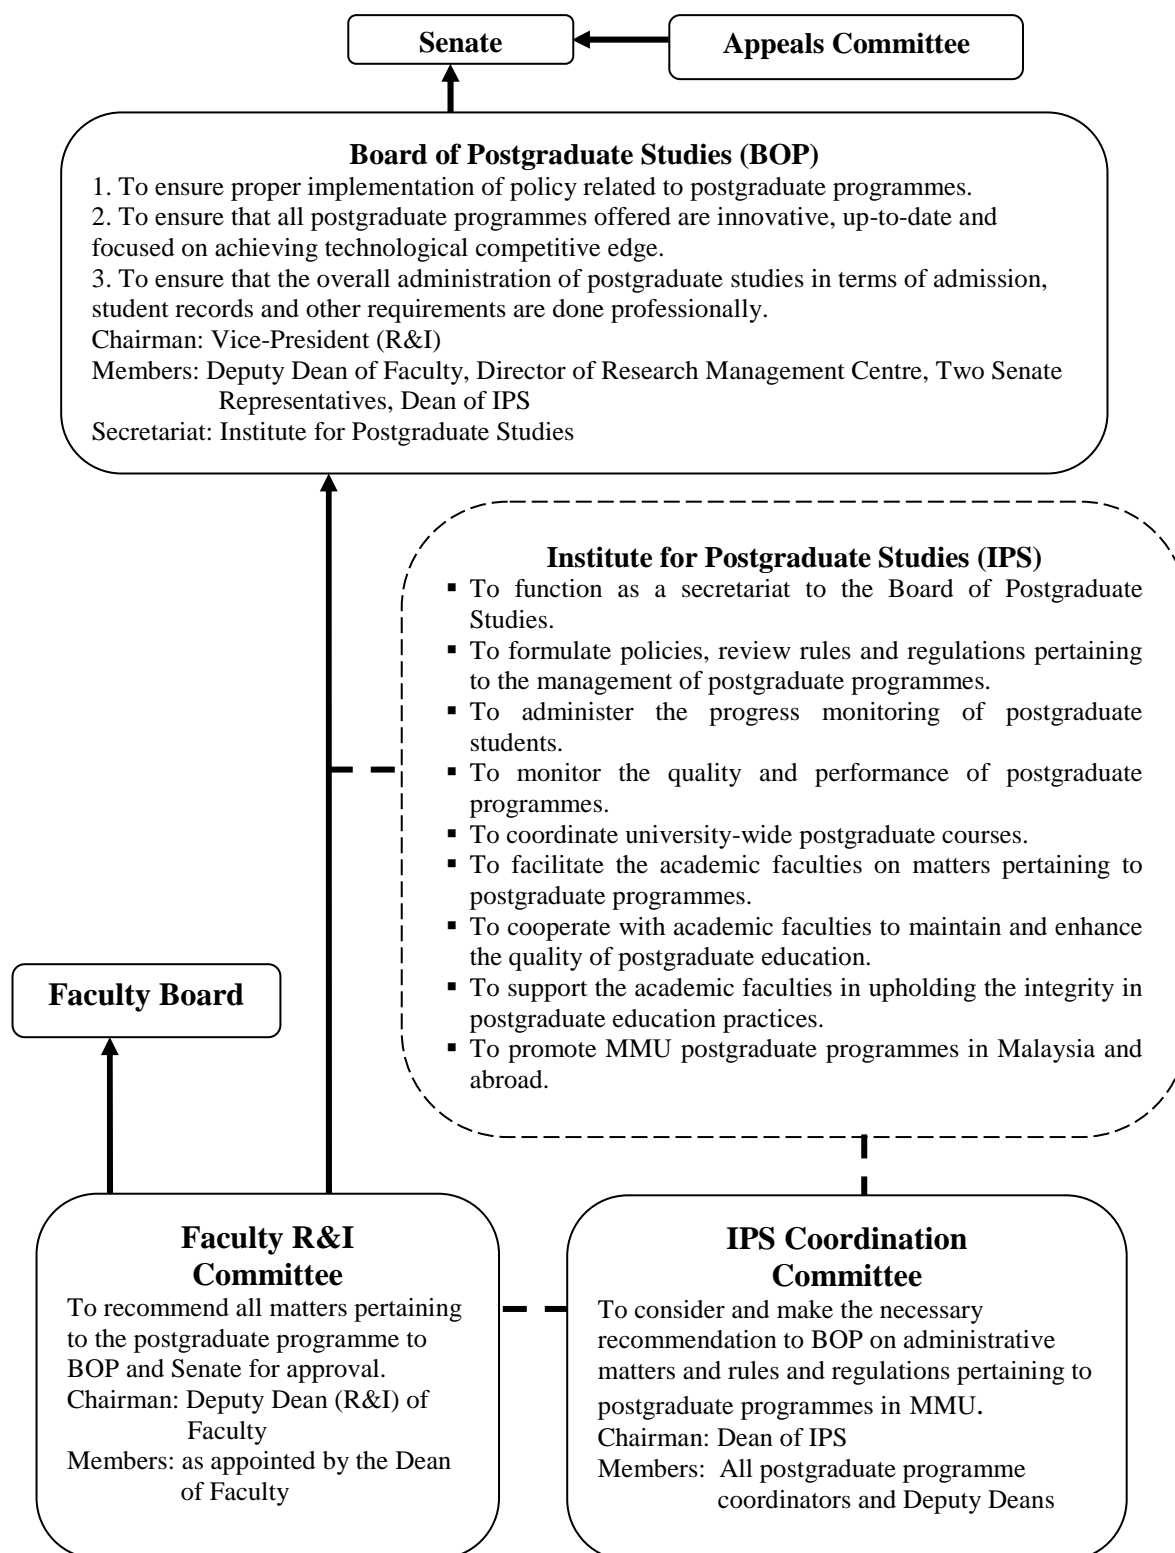 Senate
Appeals Committee
Board of Postgraduate Studies (BOP)
1. To ensure proper implementation of policy related to postgraduate programmes.
2. To ensure that all postgraduate programmes offered are innovative, up-to-date and
focused on achieving technological competitive edge.
3. To ensure that the overall administration of postgraduate studies in terms of admission,
student records and other requirements are done professionally.
Chairman: Vice-President (R&I)
Members: Deputy Dean of Faculty, Director of Research Management Centre, Two Senate
Representatives, Dean of IPS
Secretariat: Institute for Postgraduate Studies
Institute for Postgraduate Studies (IPS)
▪ To function as a secretariat to the Board of Postgraduate
Studies.
▪ To formulate policies, review rules and regulations pertaining
to the management of postgraduate programmes.
▪ To administer the progress monitoring of postgraduate
students.
▪ To monitor the quality and performance of postgraduate
programmes.
▪ To coordinate university-wide postgraduate courses.
▪ To facilitate the academic faculties on matters pertaining to
postgraduate programmes.
▪ To cooperate with academic faculties to maintain and enhance
the quality of postgraduate education.
▪ To support the academic faculties in upholding the integrity in
postgraduate education practices.
▪ To promote MMU postgraduate programmes in Malaysia and
abroad.
Faculty Board
Faculty R&I
Committee
To recommend all matters pertaining
to the postgraduate programme to
BOP and Senate for approval.
Chairman: Deputy Dean (R&I) of
Faculty
Members: as appointed by the Dean
of Faculty
IPS Coordination
Committee
To consider and make the necessary
recommendation to BOP on administrative
matters and rules and regulations pertaining to
postgraduate programmes in MMU.
Chairman: Dean of IPS
Members: All postgraduate programme
coordinators and Deputy Deans